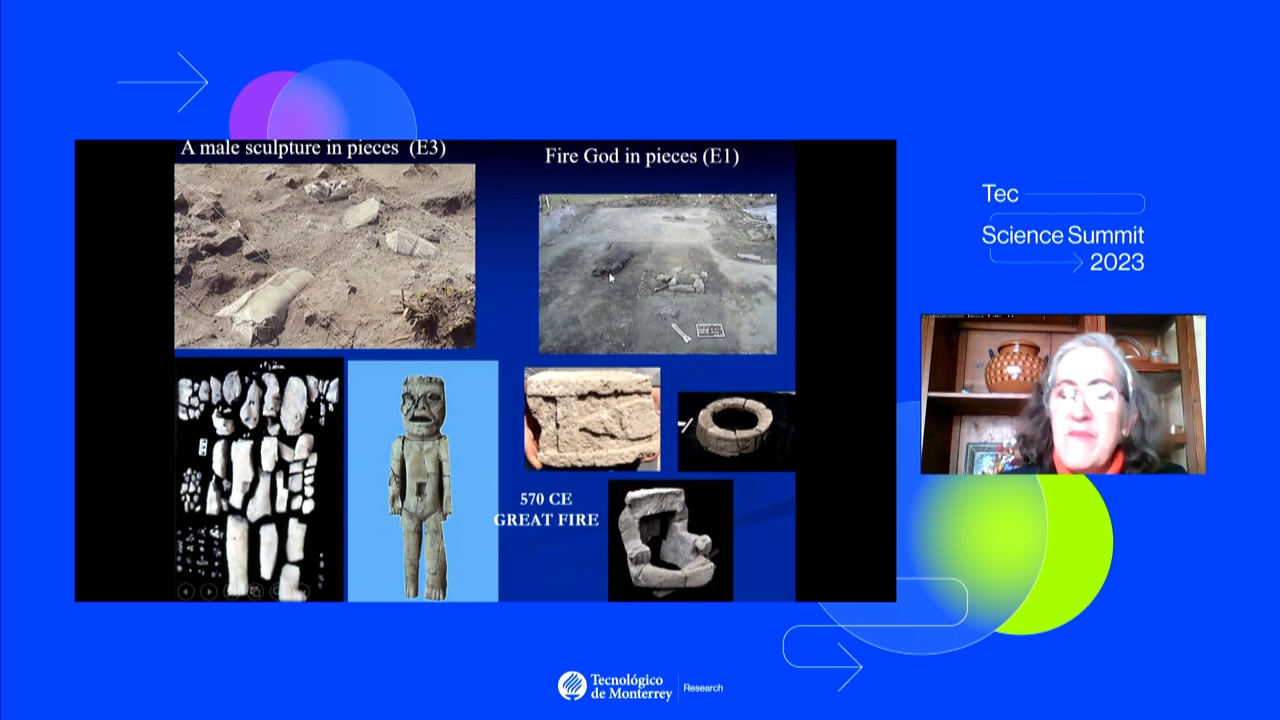 A male sculpture in pieces (E3)
Fire God in pieces (E1)
570 CE
GREAT FIRE
Tec
Science Summit
2023
Tecnológico
de Monterrey
Research